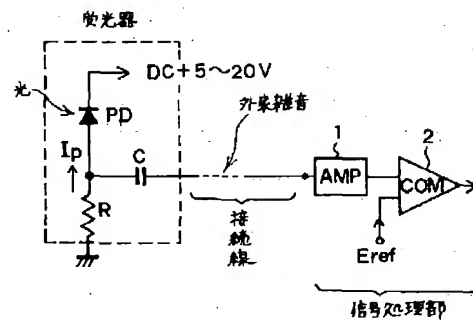 受光器
光
DC+5〜20V
PD
外来雑音
Ip
C
R
接続線
1
AMP
2
COM
Eref
信号処理部